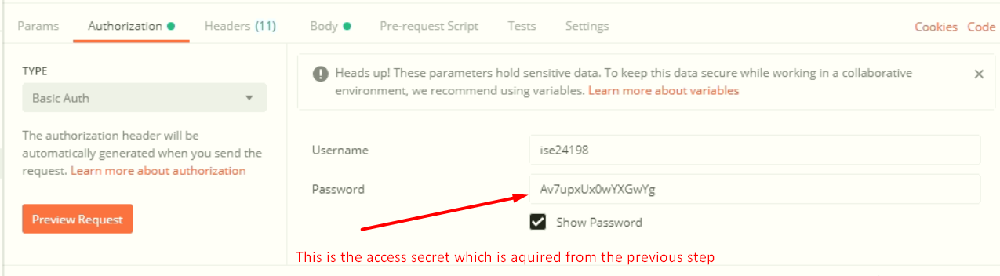 Params Authorization Headers (11) Body Pre-request Script Tests Settings Cookies Code
TYPE
Basic Auth
The authorization header will be
automatically generated when you send the
request. Learn more about authorization
Preview Request
Heads up! These parameters hold sensitive data. To keep this data secure while working in a collaborative
environment, we recommend using variables. Learn more about variables
Username ise24198
Password Av7upxUx0wYXGwYg
Show Password
This is the access secret which is aquired from the previous step